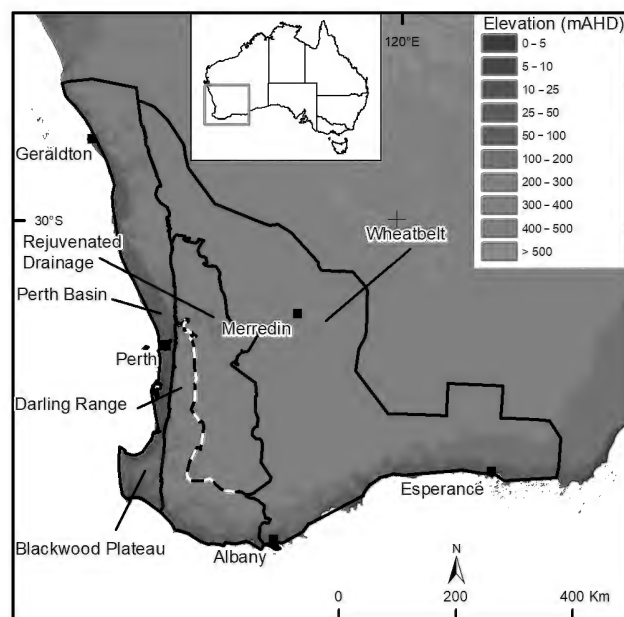 Elevation (mAHD)
0 – 5
5 – 10
10 – 25
25 – 50
50 – 100
100 – 200
200 – 300
300 – 400
400 – 500
> 500
120°E
Geraldton
30°S
Rejuvenated
Drainage
Wheatbelt
Perth Basin
Merredin
Perth
Darling Range
Esperance
Blackwood Plateau
Albany
N
0 200 400 Km